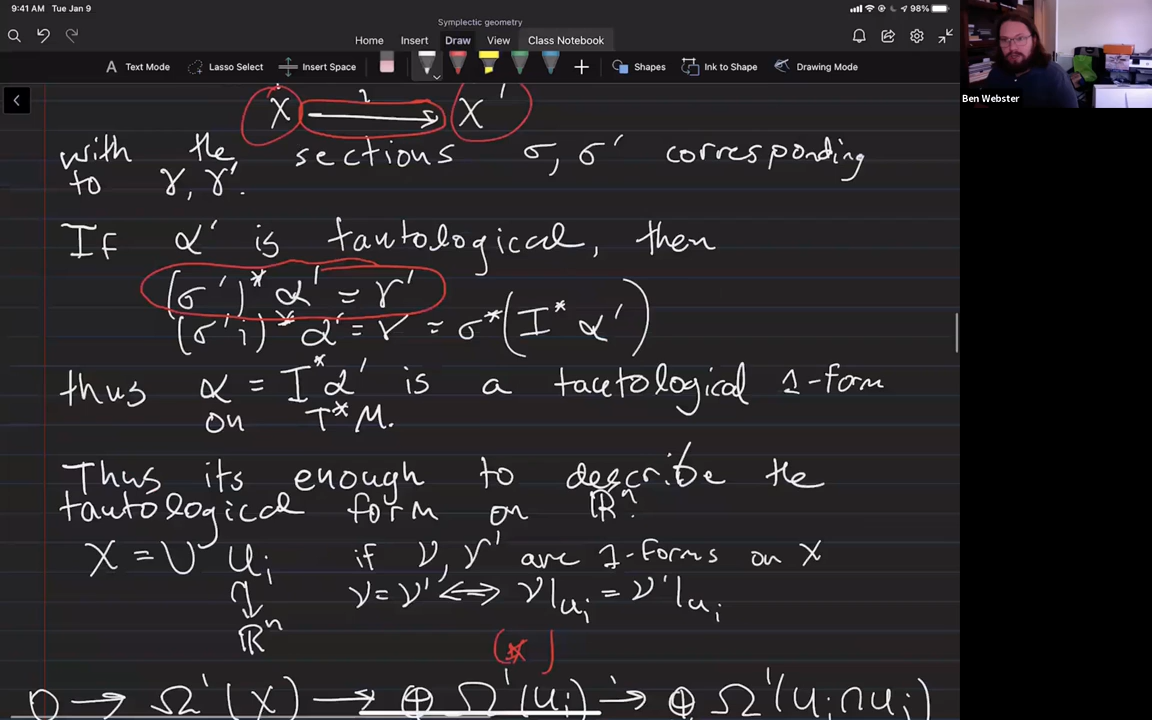 9:41 AM Tue Jan 9
98%
Symplectic geometry
Home Insert Draw View Class Notebook
Text Mode Lasso Select Insert Space Shapes Ink to Shape Drawing Mode
Ben Webster
X → X'
with the sections σ, σ' corresponding
to γ, γ'.
If α' is tautological, then
(σ')* α' = γ'
(σ'i)* α' = γ = σ*(I* α')
thus α = I* α' is a tautological 1-form
on T* M.
Thus its enough to describe the
tautological form on ℝⁿ.
X = ∪ Uᵢ if ν, γ' are 1-forms on X
ν = ν' ⟺ ν|Uᵢ = ν'|Uᵢ
ℝⁿ
(*)
0 → Ω'(X) → ⊕ Ω'(Uᵢ) → ⊕ Ω'(Uᵢ ∩ Uⱼ)